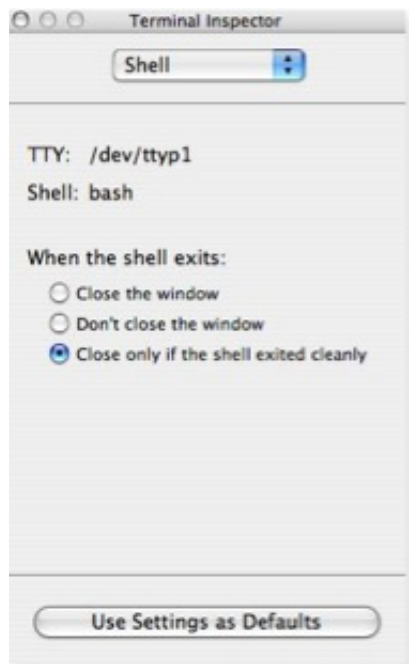 Terminal Inspector
Shell
TTY: /dev/ttyp1
Shell: bash
When the shell exits:
Close the window
Don't close the window
Close only if the shell exited cleanly
Use Settings as Defaults